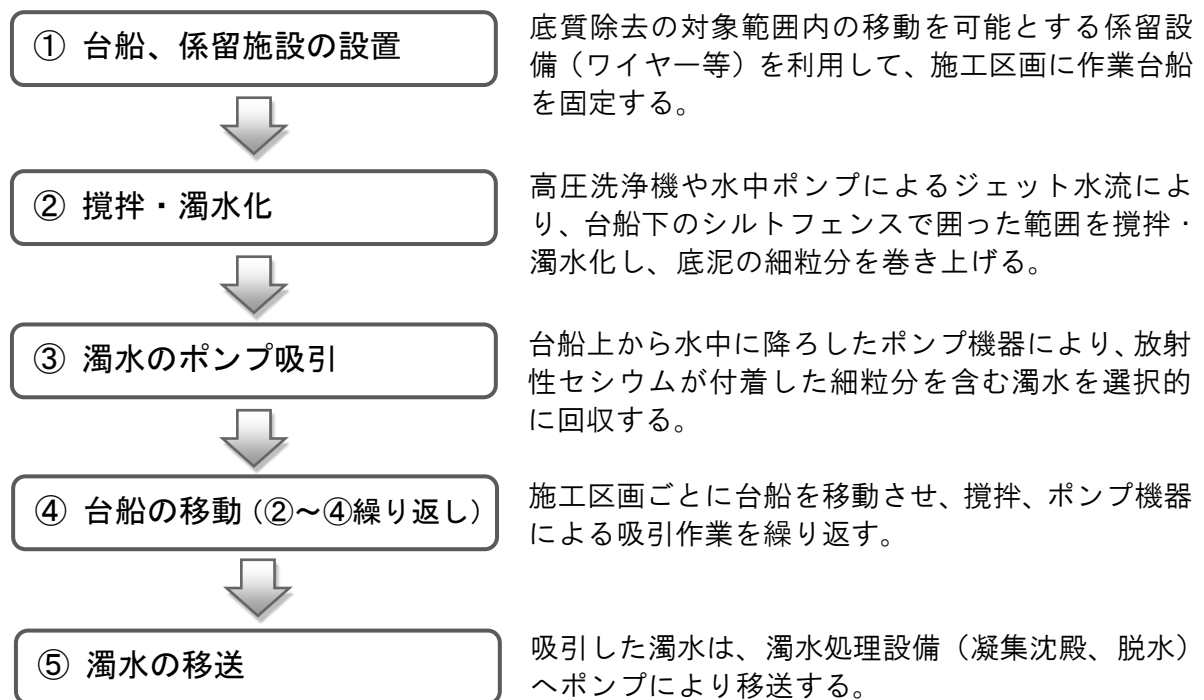 ① 台船、係留施設の設置
底質除去の対象範囲内の移動を可能とする係留設
備（ワイヤー等）を利用して、施工区画に作業台船
を固定する。
② 撹拌・濁水化
高圧洗浄機や水中ポンプによるジェット水流によ
り、台船下のシルトフェンスで囲った範囲を撹拌・
濁水化し、底泥の細粒分を巻き上げる。
③ 濁水のポンプ吸引
台船上から水中に降ろしたポンプ機器により、放射
性セシウムが付着した細粒分を含む濁水を選択的
に回収する。
④ 台船の移動（②～④繰り返し）
施工区画ごとに台船を移動させ、撹拌、ポンプ機器
による吸引作業を繰り返す。
⑤ 濁水の移送
吸引した濁水は、濁水処理設備（凝集沈殿、脱水）
へポンプにより移送する。